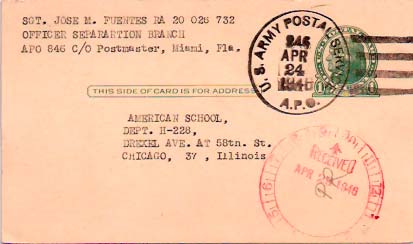 SGT. JOSE M. FUENTES RA 20 026 732
OFFICER SEPARARTION BRANCH
APO 846 C/O Postmaster, Miami, Fla.
U.S. ARMY POSTAL SERVICE
846
APR
24
1946
A.P.O.
THIS SIDE OF CARD IS FOR ADDRESS
AMERICAN SCHOOL,
DEPT. H-228,
DREXEL AVE. AT 58tn. St.
CHICAGO, 37 , Illinois
RECEIVED
APR 29 1946